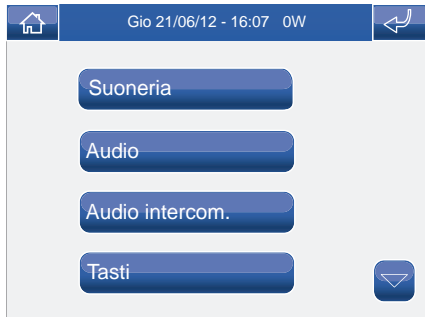 Gio 21/06/12 - 16:07 0W
Suoneria
Audio
Audio intercom.
Tasti